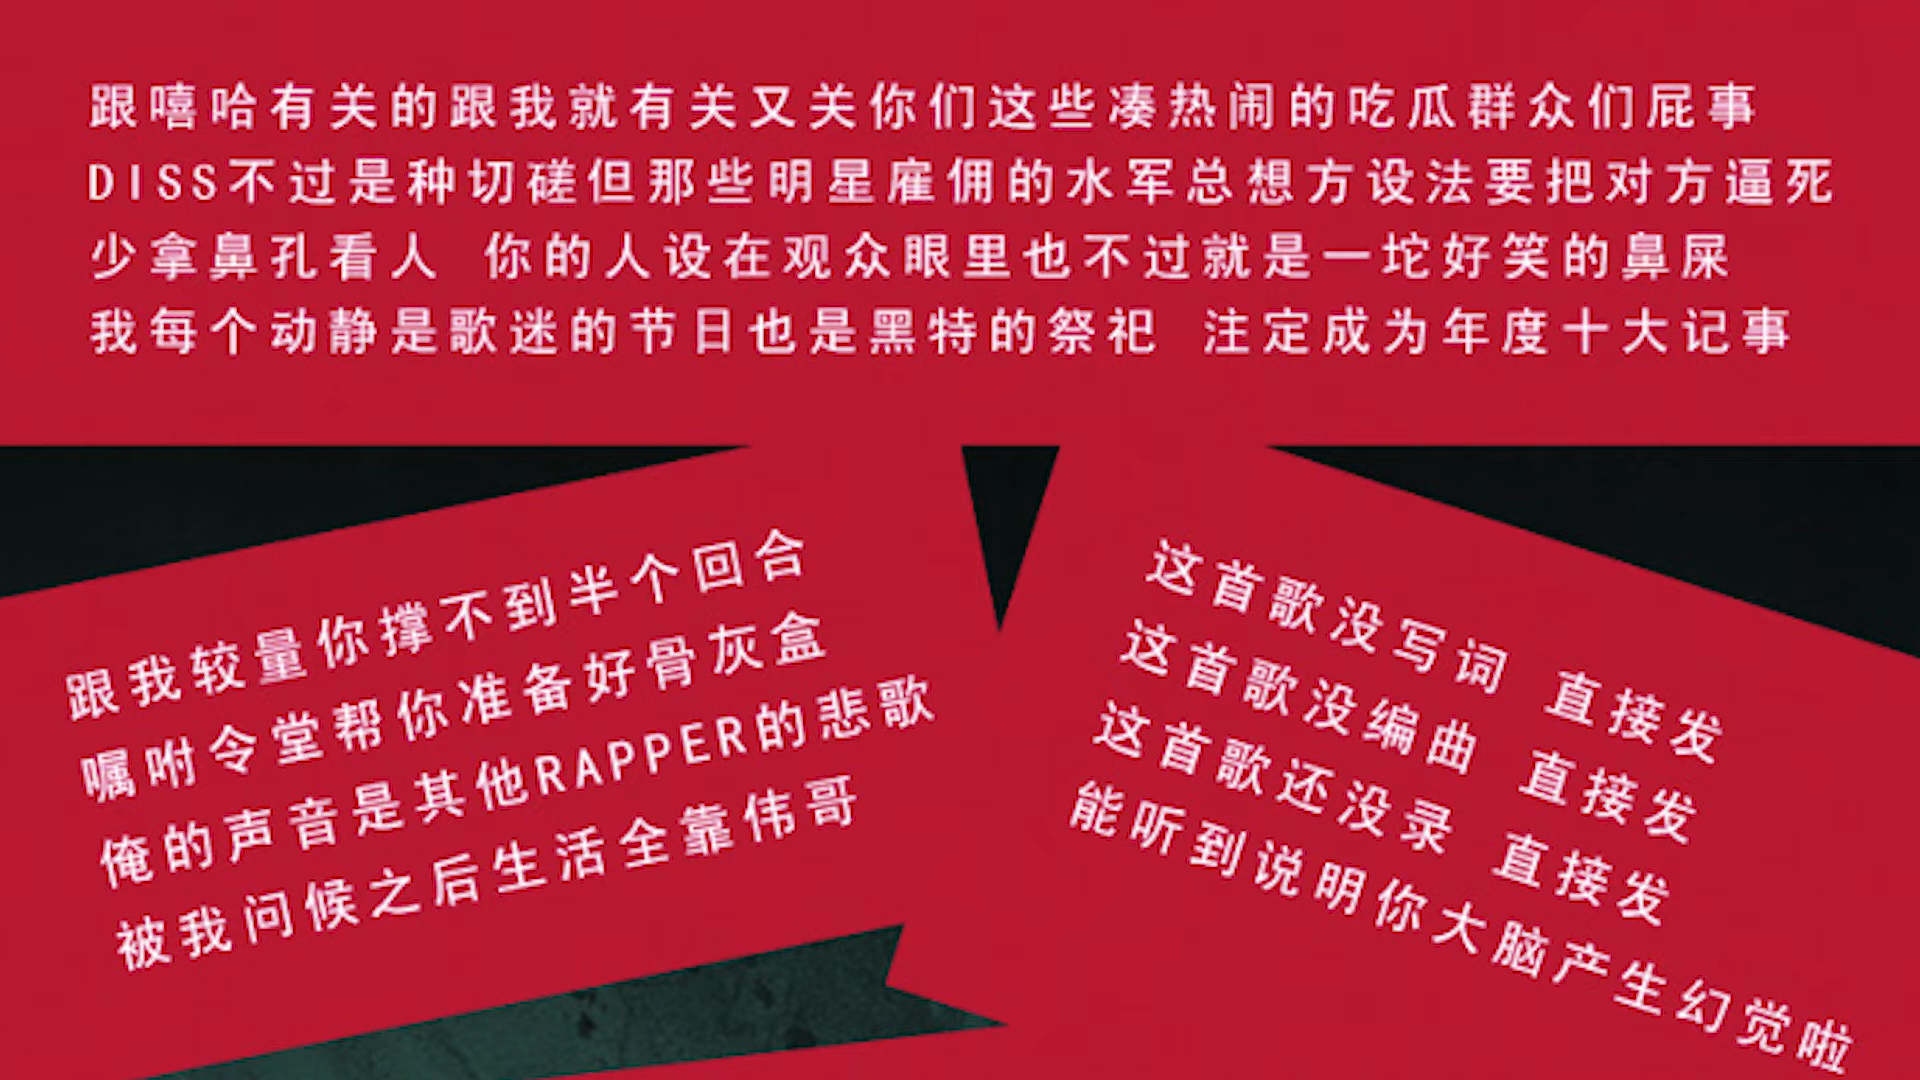 跟嘻哈有关的跟我就有关又关你们这些凑热闹的吃瓜群众们屁事
DISS不过是种切磋但那些明星雇佣的水军总想方设法要把对方逼死
少拿鼻孔看人 你的人设在观众眼里也不过就是一坨好笑的鼻屎
我每个动静是歌迷的节日也是黑特的祭祀 注定成为年度十大记事
跟我较量你撑不到半个回合
嘱咐令堂帮你准备好骨灰盒
俺的声音是其他RAPPER的悲歌
被我问候之后生活全靠伟哥
这首歌没写词 直接发
这首歌没编曲 直接发
这首歌还没录 直接发
能听到说明你大脑产生幻觉啦